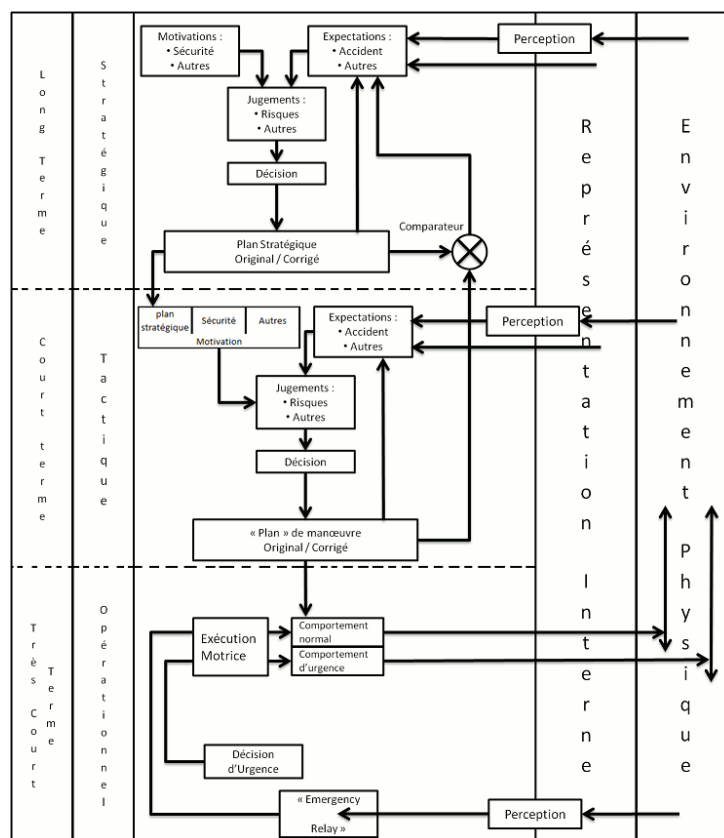 Long Terme
Stratégique
Motivations :
• Sécurité
• Autres
Expectations :
• Accident
• Autres
Perception
Jugements :
• Risques
• Autres
Décision
Comparateur
Plan Stratégique
Original / Corrigé
Représentation Interne
Environnement Physique
Court terme
Tactique
plan
stratégique
Sécurité
Autres
Motivation
Expectations :
• Accident
• Autres
Perception
Jugements :
• Risques
• Autres
Décision
« Plan » de manœuvre
Original / Corrigé
Très Court
Terme
Opérationnel
Exécution
Motrice
Comportement
normal
Comportement
d'urgence
Décision
d'Urgence
« Emergency
Relay »
Perception